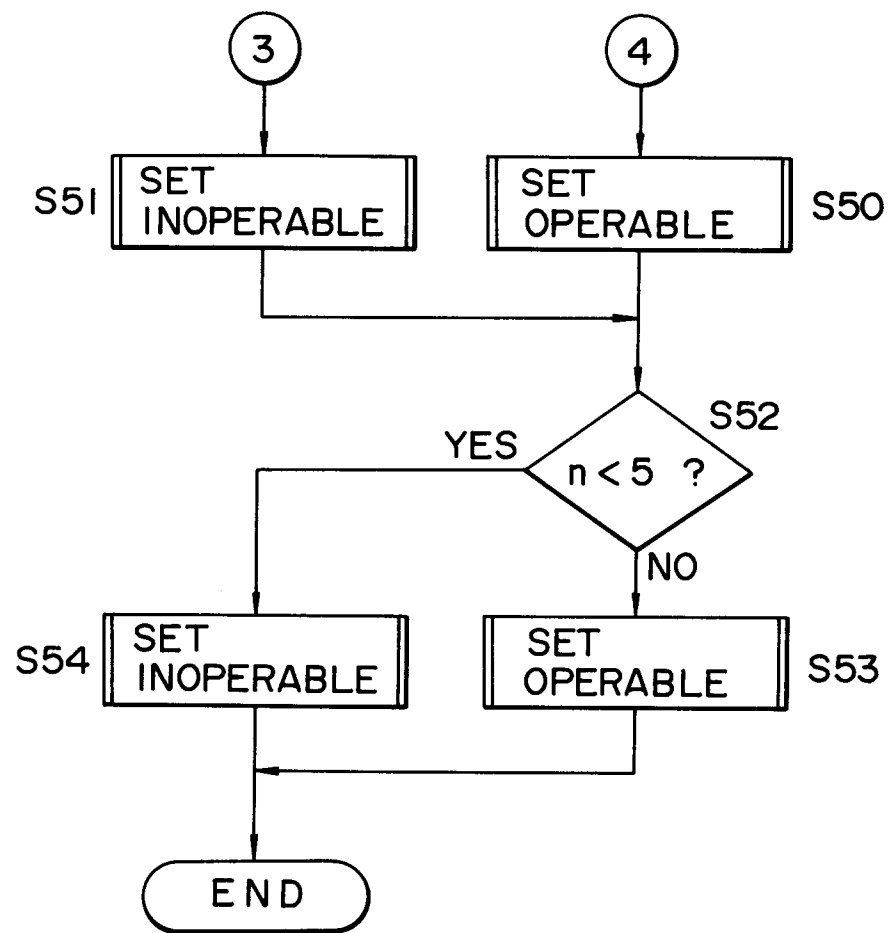 3
4
S51
SET
INOPERABLE
SET
OPERABLE
S50
S52
YES
n < 5 ?
NO
S54
SET
INOPERABLE
SET
OPERABLE
S53
END